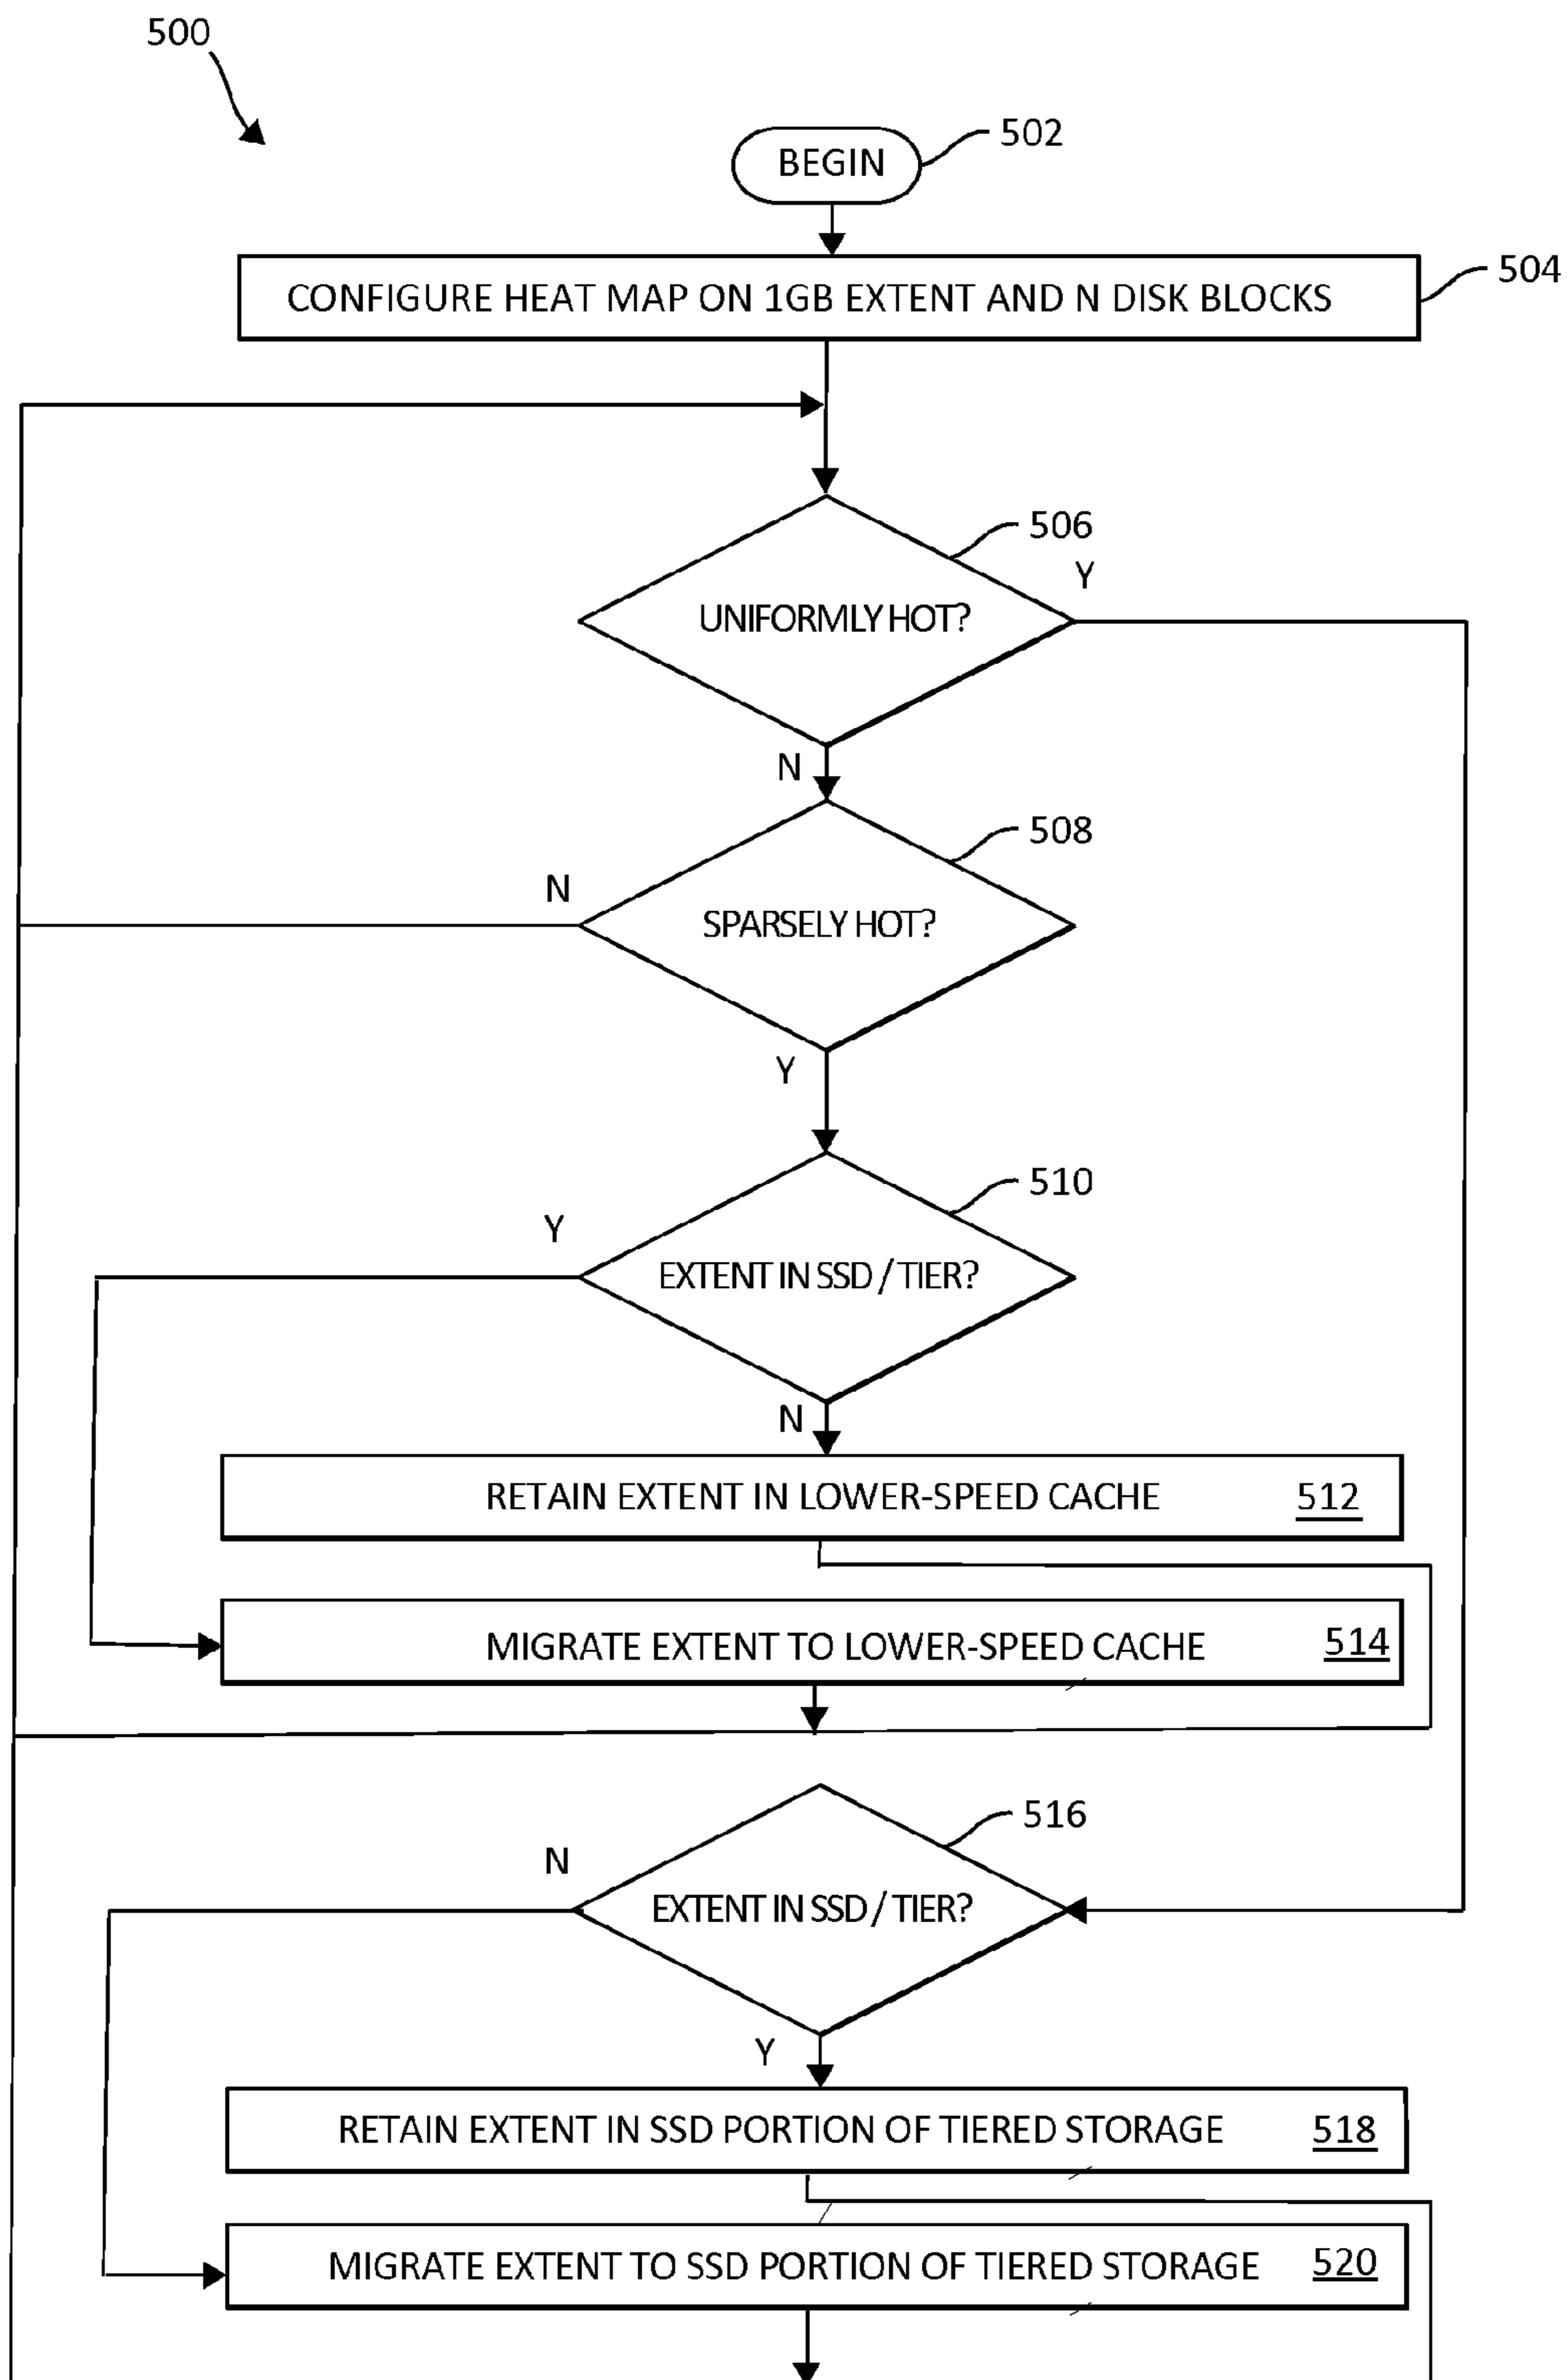 500
BEGIN
502
CONFIGURE HEAT MAP ON 1GB EXTENT AND N DISK BLOCKS
504
506
Y
UNIFORMLY HOT?
N
508
N
SPARSELY HOT?
Y
510
Y
EXTENT IN SSD / TIER?
N
RETAIN EXTENT IN LOWER-SPEED CACHE 512
MIGRATE EXTENT TO LOWER-SPEED CACHE 514
516
N
EXTENT IN SSD / TIER?
Y
RETAIN EXTENT IN SSD PORTION OF TIERED STORAGE 518
MIGRATE EXTENT TO SSD PORTION OF TIERED STORAGE 520